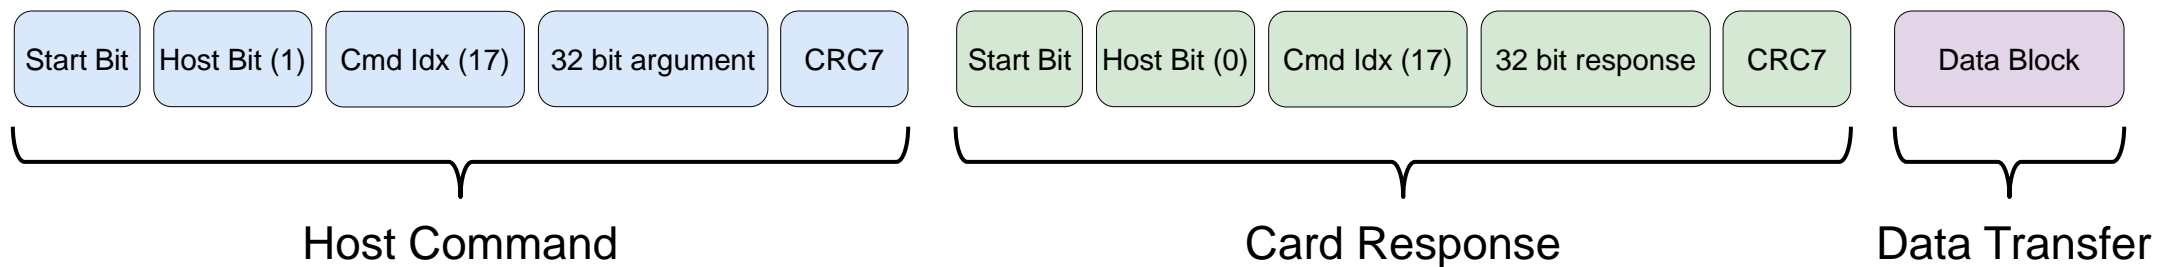 Start Bit
Host Bit (1)
Cmd Idx (17)
32 bit argument
CRC7
Start Bit
Host Bit (0)
Cmd Idx (17)
32 bit response
CRC7
Data Block
Host Command
Card Response
Data Transfer